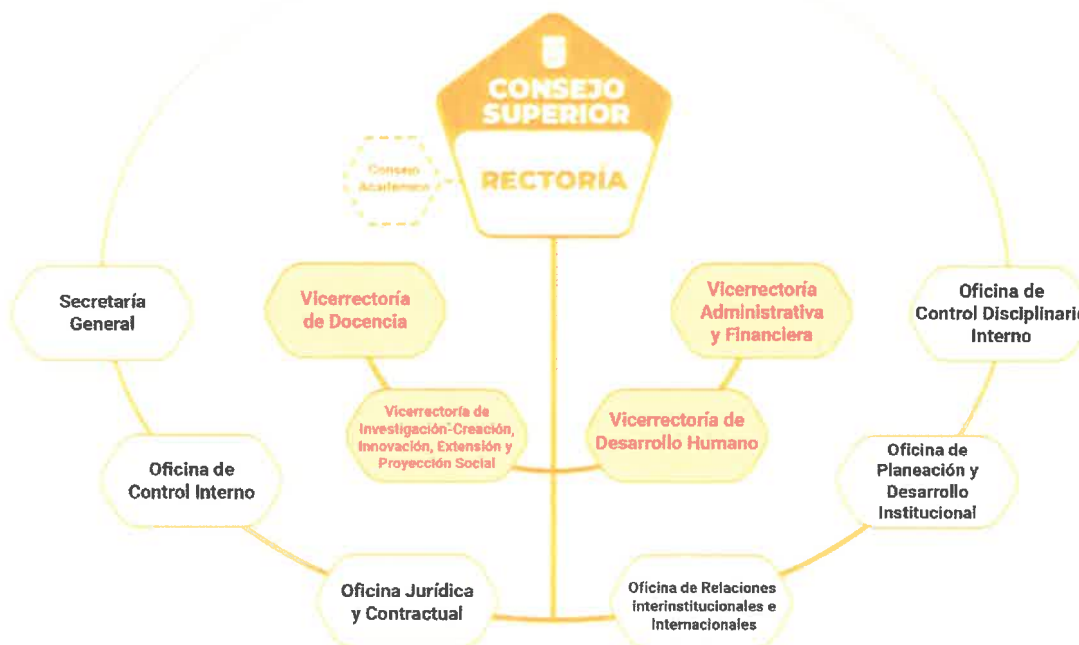 CONSEJO
SUPERIOR
RECTORÍA
Consejo
Académico
Secretaría
General
Vicerrectoría
de Docencia
Vicerrectoría
Administrativa
y Financiera
Oficina de
Control Disciplinario
Interno
Vicerrectoría de
Investigación-Creación,
Innovación, Extensión y
Proyección Social
Vicerrectoría de
Desarrollo Humano
Oficina de
Control Interno
Oficina de
Planeación y
Desarrollo
Institucional
Oficina Jurídica
y Contractual
Oficina de Relaciones
Interinstitucionales e
Internacionales